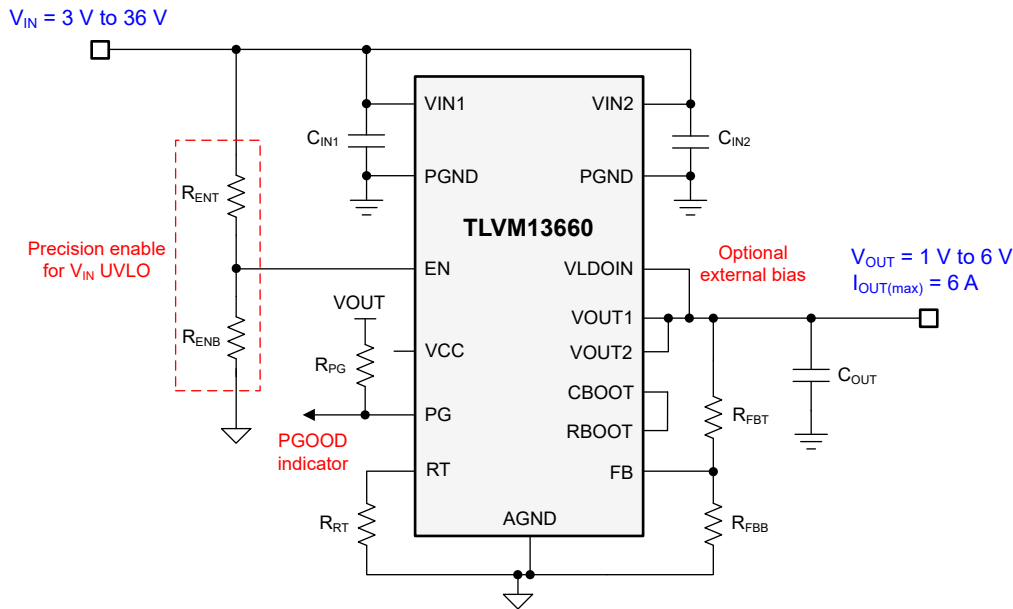 V_IN = 3 V to 36 V
VIN1
VIN2
C_IN1
C_IN2
PGND
PGND
R_ENT
TLVM13660
Precision enable
for V_IN UVLO
EN
VLDOIN
Optional
external bias
V_OUT = 1 V to 6 V
I_OUT(max) = 6 A
VOUT
VOUT1
R_ENB
VCC
VOUT2
R_PG
C_OUT
CBOOT
PG
RBOOT
R_FBT
PGOOD
indicator
RT
FB
R_RT
AGND
R_FBB